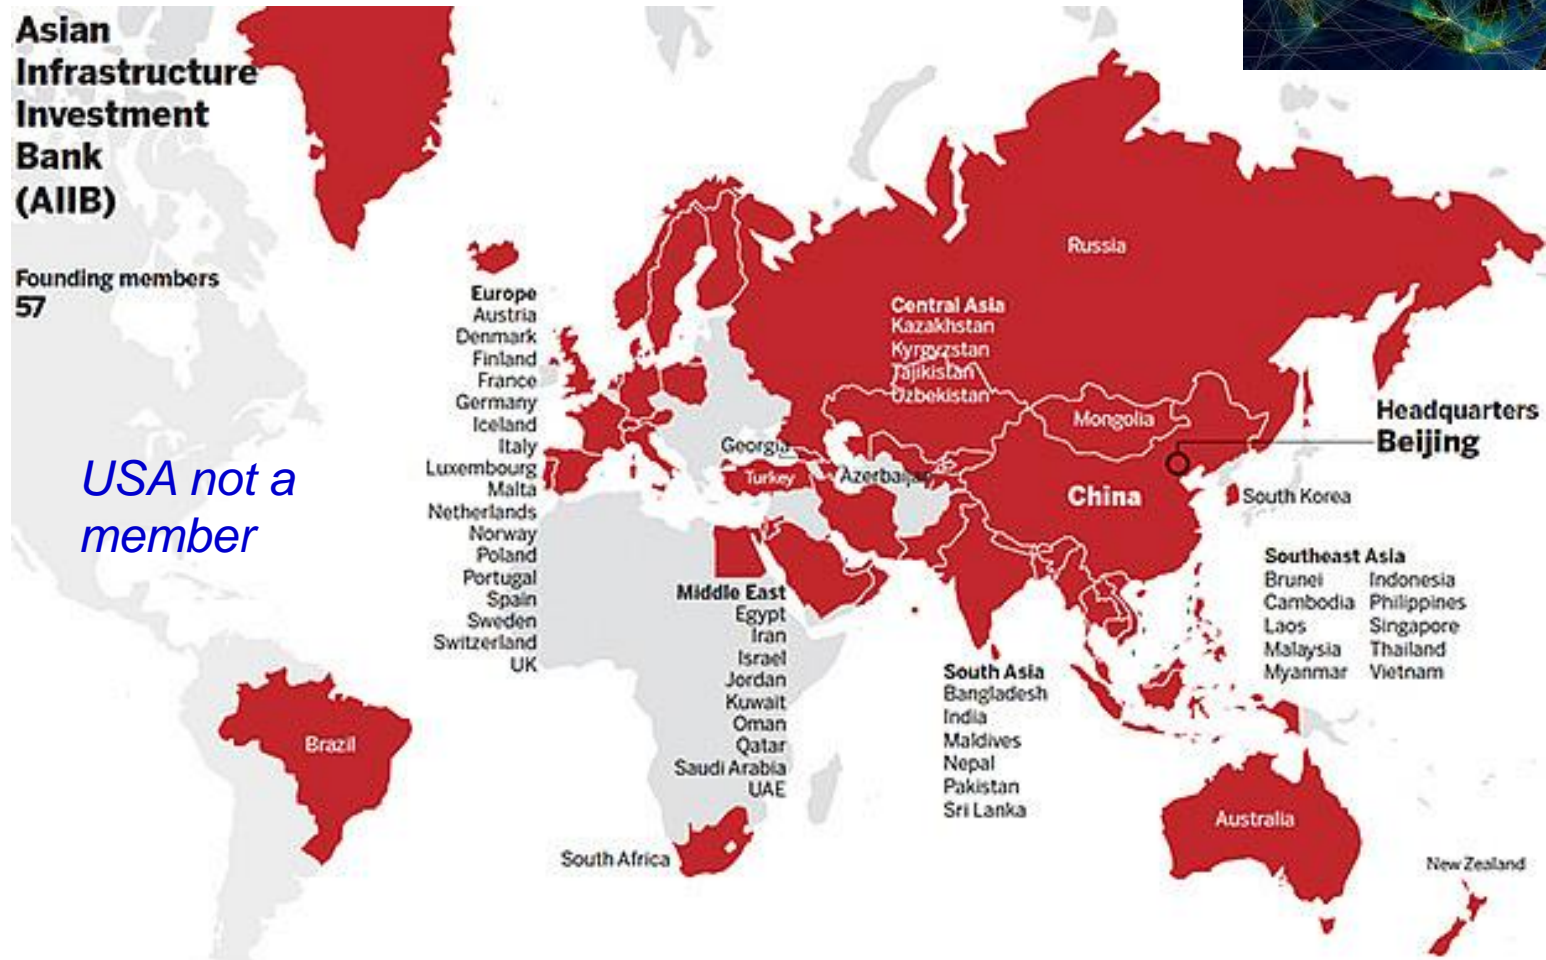 Asian
Infrastructure
Investment
Bank
(AIIB)
Founding members
57
USA not a
member
Europe
Austria
Denmark
Finland
France
Germany
Iceland
Italy
Luxembourg
Malta
Netherlands
Norway
Poland
Portugal
Spain
Sweden
Switzerland
UK
Russia
Central Asia
Kazakhstan
Kyrgyzstan
Tajikistan
Uzbekistan
Mongolia
Georgia
Turkey
Azerbaijan
China
Headquarters
Beijing
South Korea
Middle East
Egypt
Iran
Israel
Jordan
Kuwait
Oman
Qatar
Saudi Arabia
UAE
South Asia
Bangladesh
India
Maldives
Nepal
Pakistan
Sri Lanka
Southeast Asia
Brunei Indonesia
Cambodia Philippines
Laos Singapore
Malaysia Thailand
Myanmar Vietnam
Brazil
South Africa
Australia
New Zealand